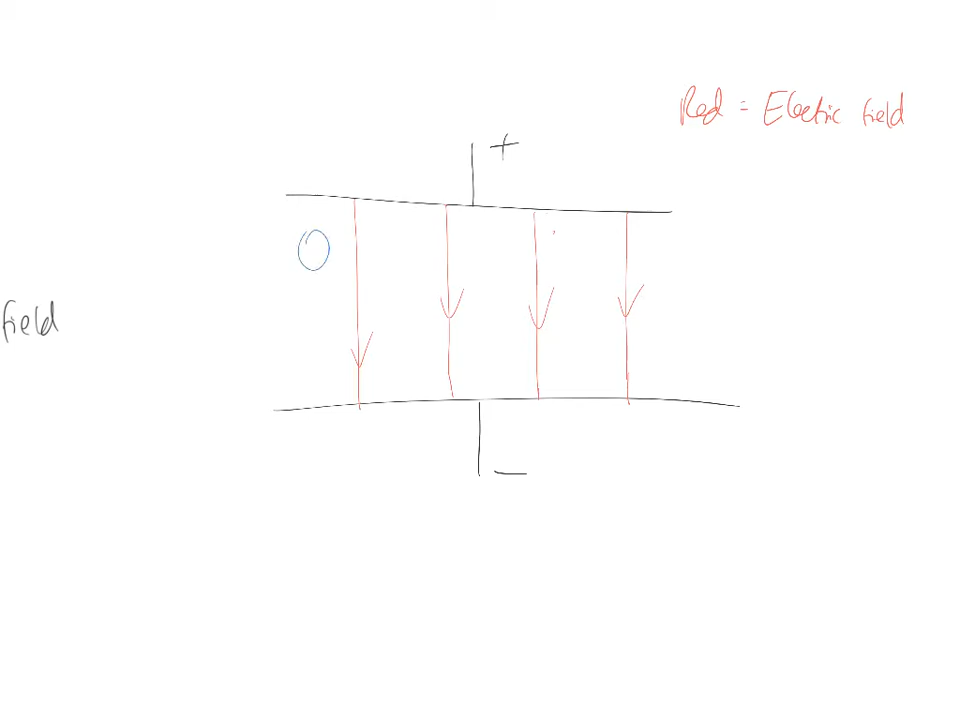 Red = Electric field
+
field
-